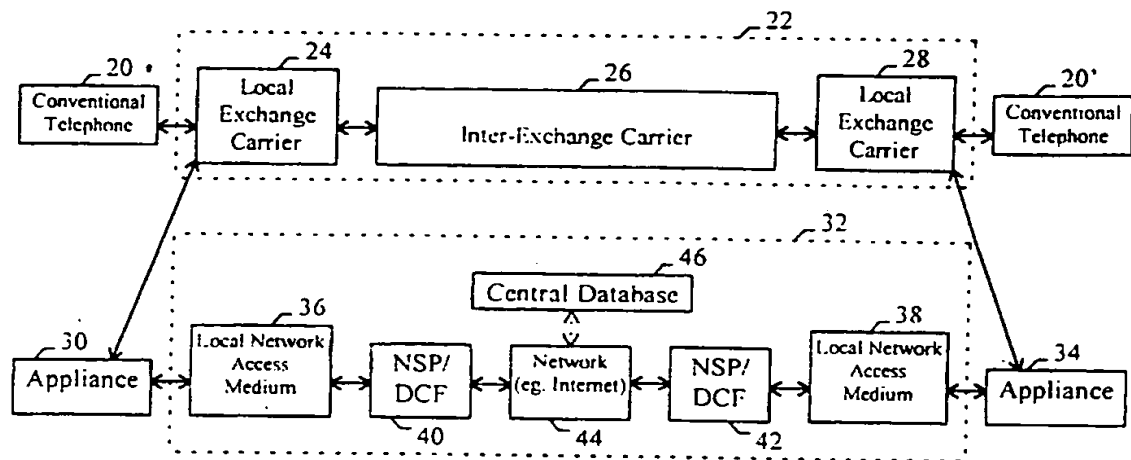 22
20
24
26
28
20'
Conventional
Telephone
Local
Exchange
Carrier
Inter-Exchange Carrier
Local
Exchange
Carrier
Conventional
Telephone
32
46
Central Database
30
36
38
34
Appliance
Local Network
Access
Medium
NSP/
DCF
Network
(eg. Internet)
NSP/
DCF
Local Network
Access
Medium
Appliance
40
44
42